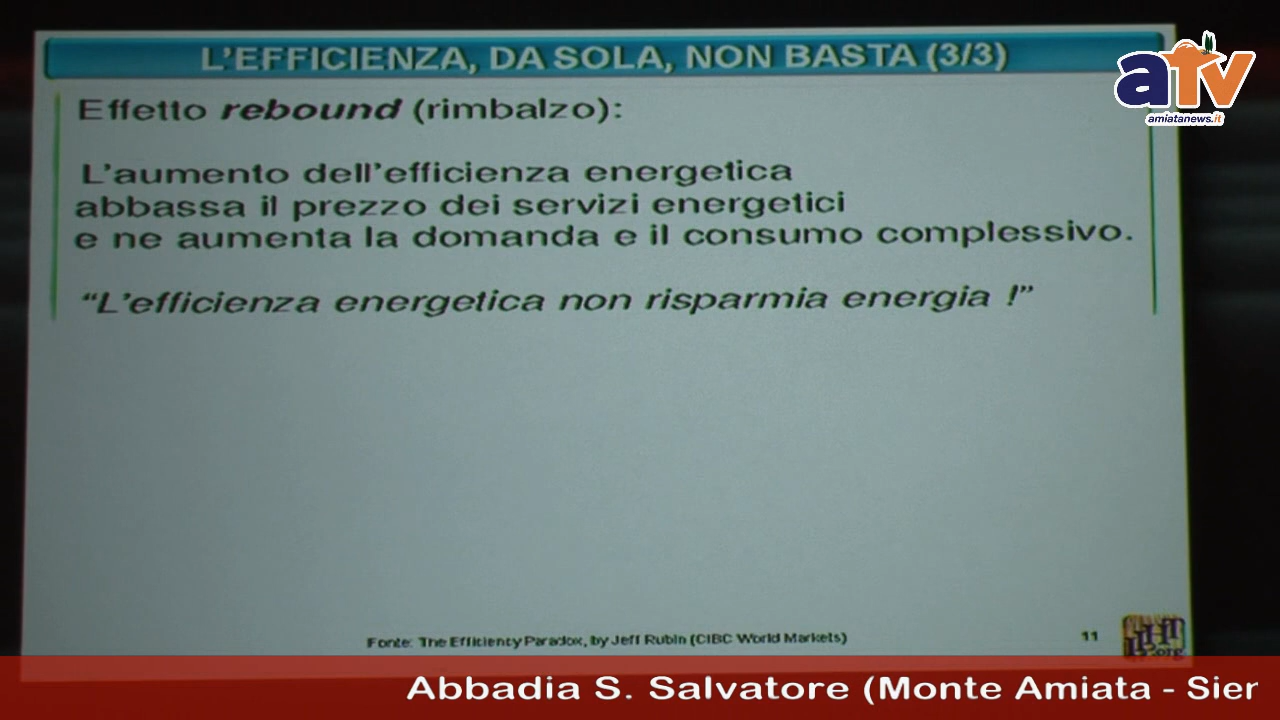 L'EFFICIENZA, DA SOLA, NON BASTA (3/3)
aTv
amiatanews.it
Effetto rebound (rimbalzo):
L'aumento dell'efficienza energetica
abbassa il prezzo dei servizi energetici
e ne aumenta la domanda e il consumo complessivo.
“L'efficienza energetica non risparmia energia !”
Fonte: The Efficienty Paradox, by Jeff Rubin (CIBC World Markets)
11
Abbadia S. Salvatore (Monte Amiata - Sier